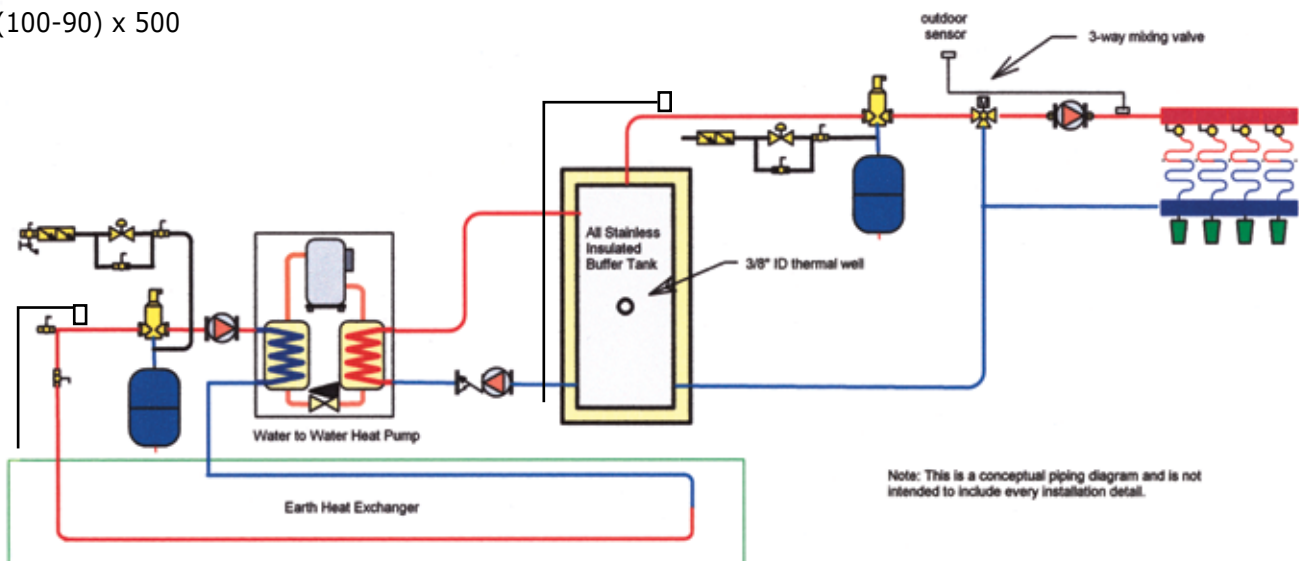 (100-90) x 500
outdoor
sensor
3-way mixing valve
All Stainless
Insulated
Buffer Tank
3/8" ID thermal well
Water to Water Heat Pump
Earth Heat Exchanger
Note: This is a conceptual piping diagram and is not
intended to include every installation detail.